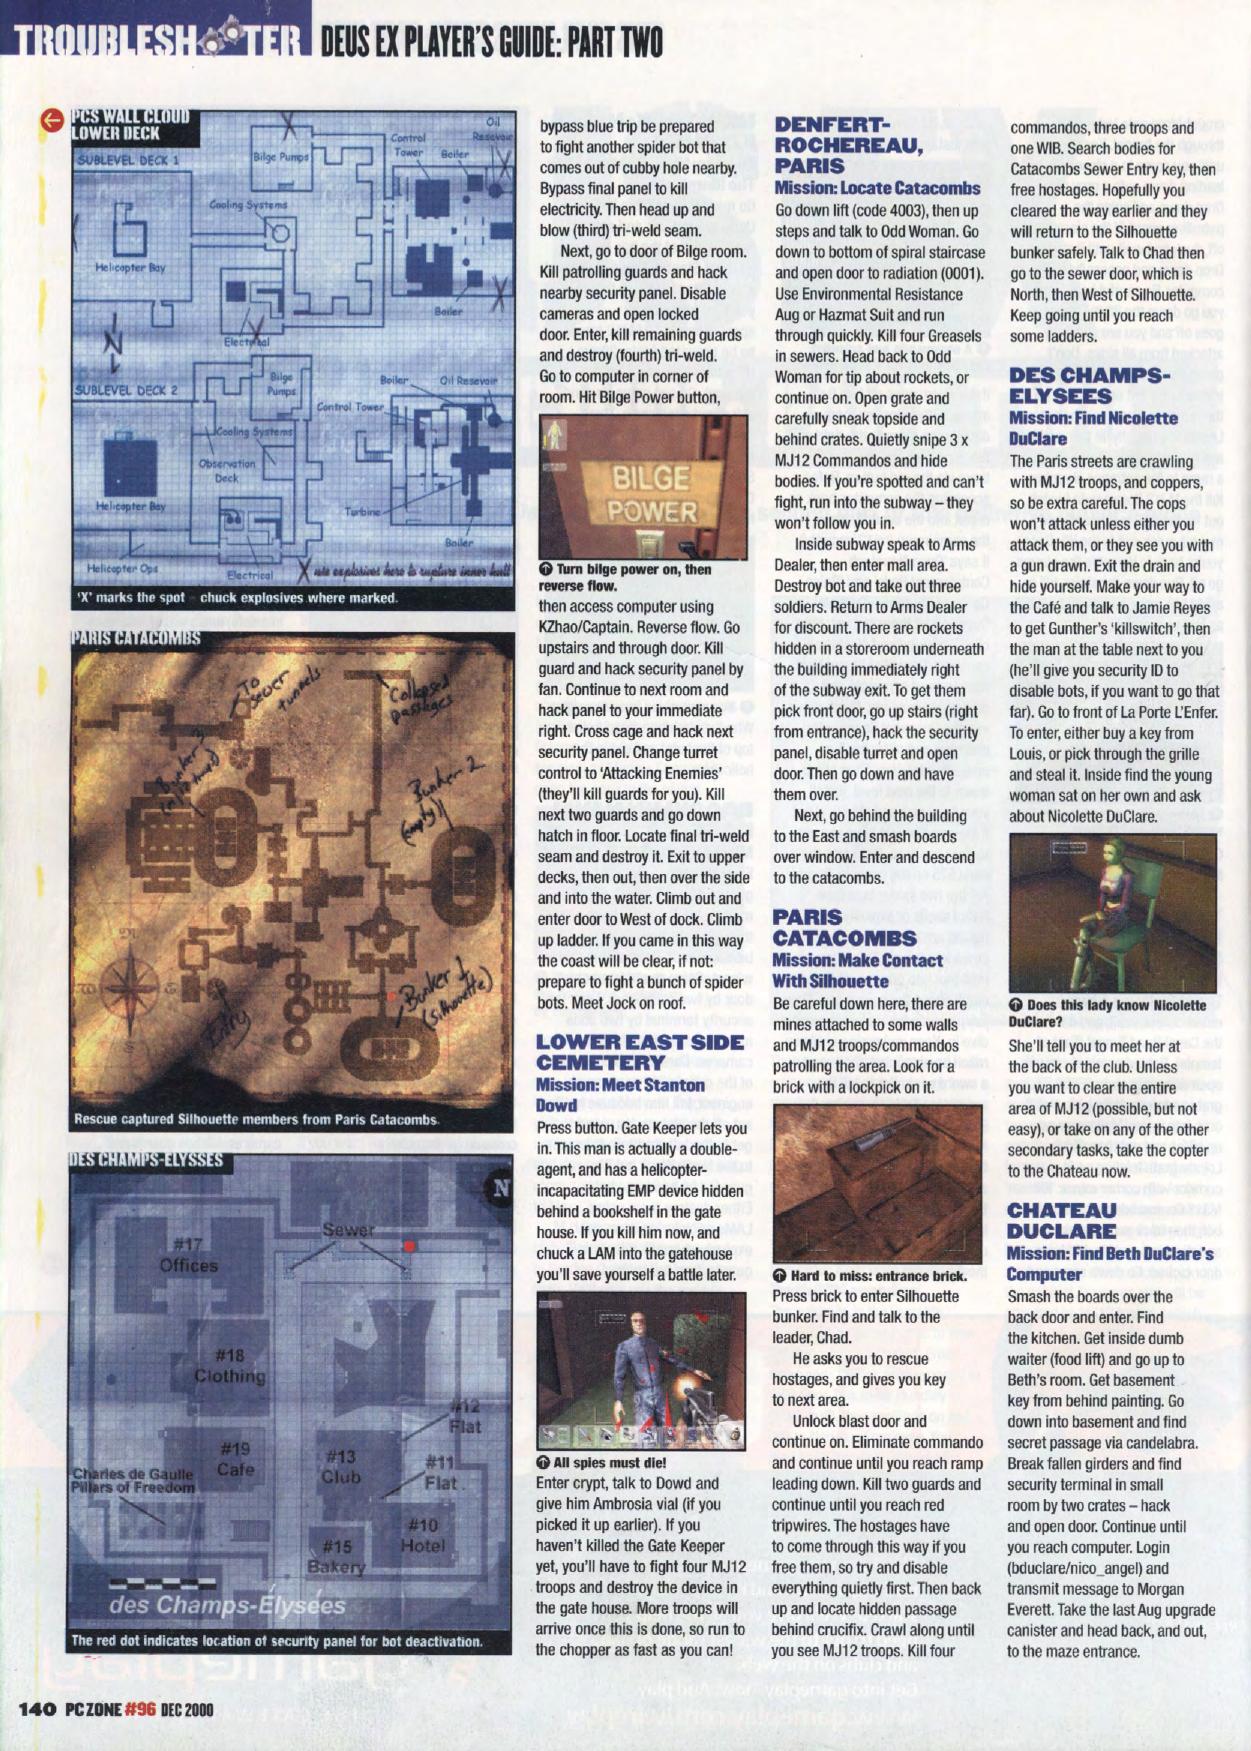 TROUBLESHOOTER
DEUS EX PLAYER'S GUIDE: PART TWO
PCS WALL CLOUD
LOWER DECK
SUBLEVEL DECK 1
Bilge Pumps
Control
Tower
Boiler
Oil
Resevoir
Cooling Systems
Helicopter Bay
Boiler
Electrical
N
SUBLEVEL DECK 2
Bilge
Pumps
Boiler
Oil Resevoir
Control Tower
Cooling Systems
Observation
Deck
Helicopter Bay
Turbine
Boiler
Helicopter Ops
Electrical
X use explosives here to rupture inner hull
'X' marks the spot – chuck explosives where marked.
PARIS CATACOMBS
To
sewer
tunnels
Collapsed
passages
Bunker 3
Bunker 2
(empty)
Entry
Bunker 1
(silhouette)
Rescue captured Silhouette members from Paris Catacombs.
DES CHAMPS-ELYSSES
N
Sewer
#17
Offices
#18
Clothing
#12
Flat
#19
Cafe
#13
Club
#11
Flat
Charles de Gaulle
Pillars of Freedom
#10
Hotel
#15
Bakery
des Champs-Élysées
The red dot indicates location of security panel for bot deactivation.
bypass blue trip be prepared
to fight another spider bot that
comes out of cubby hole nearby.
Bypass final panel to kill
electricity. Then head up and
blow (third) tri-weld seam.
Next, go to door of Bilge room.
Kill patrolling guards and hack
nearby security panel. Disable
cameras and open locked
door. Enter, kill remaining guards
and destroy (fourth) tri-weld.
Go to computer in corner of
room. Hit Bilge Power button,
BILGE
POWER
Turn bilge power on, then
reverse flow.
then access computer using
KZhao/Captain. Reverse flow. Go
upstairs and through door. Kill
guard and hack security panel by
fan. Continue to next room and
hack panel to your immediate
right. Cross cage and hack next
security panel. Change turret
control to 'Attacking Enemies'
(they'll kill guards for you). Kill
next two guards and go down
hatch in floor. Locate final tri-weld
seam and destroy it. Exit to upper
decks, then out, then over the side
and into the water. Climb out and
enter door to West of dock. Climb
up ladder. If you came in this way
the coast will be clear, if not:
prepare to fight a bunch of spider
bots. Meet Jock on roof.
LOWER EAST SIDE
CEMETERY
Mission: Meet Stanton
Dowd
Press button. Gate Keeper lets you
in. This man is actually a double-
agent, and has a helicopter-
incapacitating EMP device hidden
behind a bookshelf in the gate
house. If you kill him now, and
chuck a LAM into the gatehouse
you'll save yourself a battle later.
All spies must die!
Enter crypt, talk to Dowd and
give him Ambrosia vial (if you
picked it up earlier). If you
haven't killed the Gate Keeper
yet, you'll have to fight four MJ12
troops and destroy the device in
the gate house. More troops will
arrive once this is done, so run to
the chopper as fast as you can!
DENFERT-
ROCHEREAU,
PARIS
Mission: Locate Catacombs
Go down lift (code 4003), then up
steps and talk to Odd Woman. Go
down to bottom of spiral staircase
and open door to radiation (0001).
Use Environmental Resistance
Aug or Hazmat Suit and run
through quickly. Kill four Greasels
in sewers. Head back to Odd
Woman for tip about rockets, or
continue on. Open grate and
carefully sneak topside and
behind crates. Quietly snipe 3 x
MJ12 Commandos and hide
bodies. If you're spotted and can't
fight, run into the subway – they
won't follow you in.
Inside subway speak to Arms
Dealer, then enter mall area.
Destroy bot and take out three
soldiers. Return to Arms Dealer
for discount. There are rockets
hidden in a storeroom underneath
the building immediately right
of the subway exit. To get them
pick front door, go up stairs (right
from entrance), hack the security
panel, disable turret and open
door. Then go down and have
them over.
Next, go behind the building
to the East and smash boards
over window. Enter and descend
to the catacombs.
PARIS
CATACOMBS
Mission: Make Contact
With Silhouette
Be careful down here, there are
mines attached to some walls
and MJ12 troops/commandos
patrolling the area. Look for a
brick with a lockpick on it.
Hard to miss: entrance brick.
Press brick to enter Silhouette
bunker. Find and talk to the
leader, Chad.
He asks you to rescue
hostages, and gives you key
to next area.
Unlock blast door and
continue on. Eliminate commando
and continue until you reach ramp
leading down. Kill two guards and
continue until you reach red
tripwires. The hostages have
to come through this way if you
free them, so try and disable
everything quietly first. Then back
up and locate hidden passage
behind crucifix. Crawl along until
you see MJ12 troops. Kill four
commandos, three troops and
one WIB. Search bodies for
Catacombs Sewer Entry key, then
free hostages. Hopefully you
cleared the way earlier and they
will return to the Silhouette
bunker safely. Talk to Chad then
go to the sewer door, which is
North, then West of Silhouette.
Keep going until you reach
some ladders.
DES CHAMPS-
ELYSEES
Mission: Find Nicolette
DuClare
The Paris streets are crawling
with MJ12 troops, and coppers,
so be extra careful. The cops
won't attack unless either you
attack them, or they see you with
a gun drawn. Exit the drain and
hide yourself. Make your way to
the Café and talk to Jamie Reyes
to get Gunther's 'killswitch', then
the man at the table next to you
(he'll give you security ID to
disable bots, if you want to go that
far). Go to front of La Porte L'Enfer.
To enter, either buy a key from
Louis, or pick through the grille
and steal it. Inside find the young
woman sat on her own and ask
about Nicolette DuClare.
Does this lady know Nicolette
DuClare?
She'll tell you to meet her at
the back of the club. Unless
you want to clear the entire
area of MJ12 (possible, but not
easy), or take on any of the other
secondary tasks, take the copter
to the Chateau now.
CHATEAU
DUCLARE
Mission: Find Beth DuClare's
Computer
Smash the boards over the
back door and enter. Find
the kitchen. Get inside dumb
waiter (food lift) and go up to
Beth's room. Get basement
key from behind painting. Go
down into basement and find
secret passage via candelabra.
Break fallen girders and find
security terminal in small
room by two crates – hack
and open door. Continue until
you reach computer. Login
(bduclare/nico_angel) and
transmit message to Morgan
Everett. Take the last Aug upgrade
canister and head back, and out,
to the maze entrance.
140 PC ZONE #96 DEC 2000